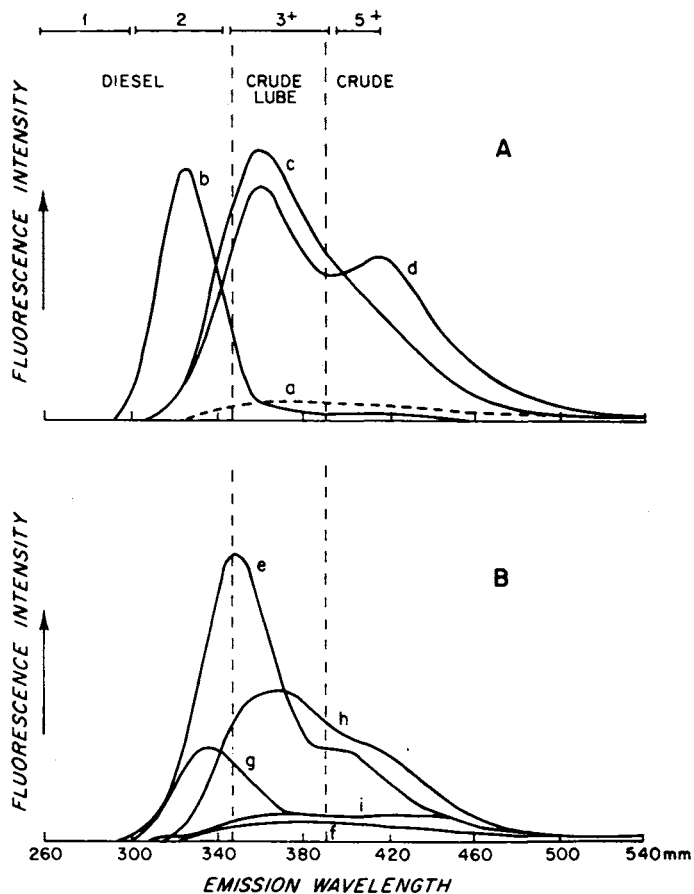 1 2 3+ 5+
DIESEL CRUDE CRUDE
LUBE
A
FLUORESCENCE INTENSITY
b c d a
B
FLUORESCENCE INTENSITY
e h g i f
260 300 340 380 420 460 500 540mm
EMISSION WAVELENGTH